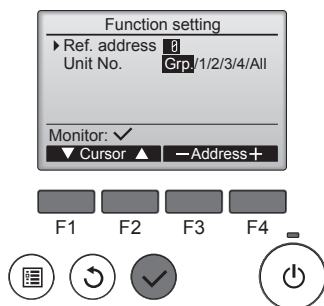 Function setting
Ref. address 0
Unit No. Grp./1/2/3/4/All
Monitor: ✓
▼ Cursor ▲ −Address+
F1 F2 F3 F4